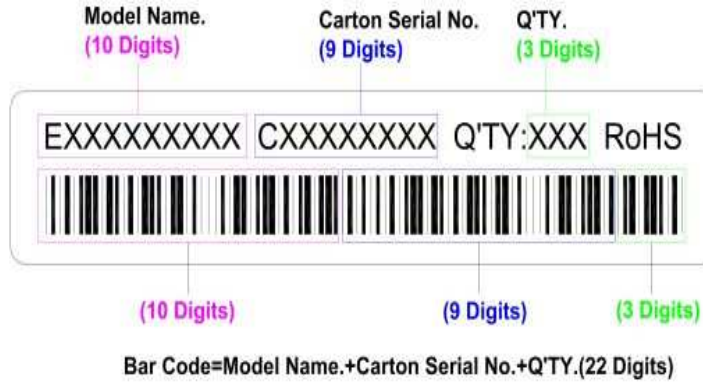 Model Name. Carton Serial No. Q'TY.
(10 Digits) (9 Digits) (3 Digits)
EXXXXXXXXX CXXXXXXXX Q'TY:XXX RoHS
(10 Digits) (9 Digits) (3 Digits)
Bar Code=Model Name.+Carton Serial No.+Q'TY.(22 Digits)